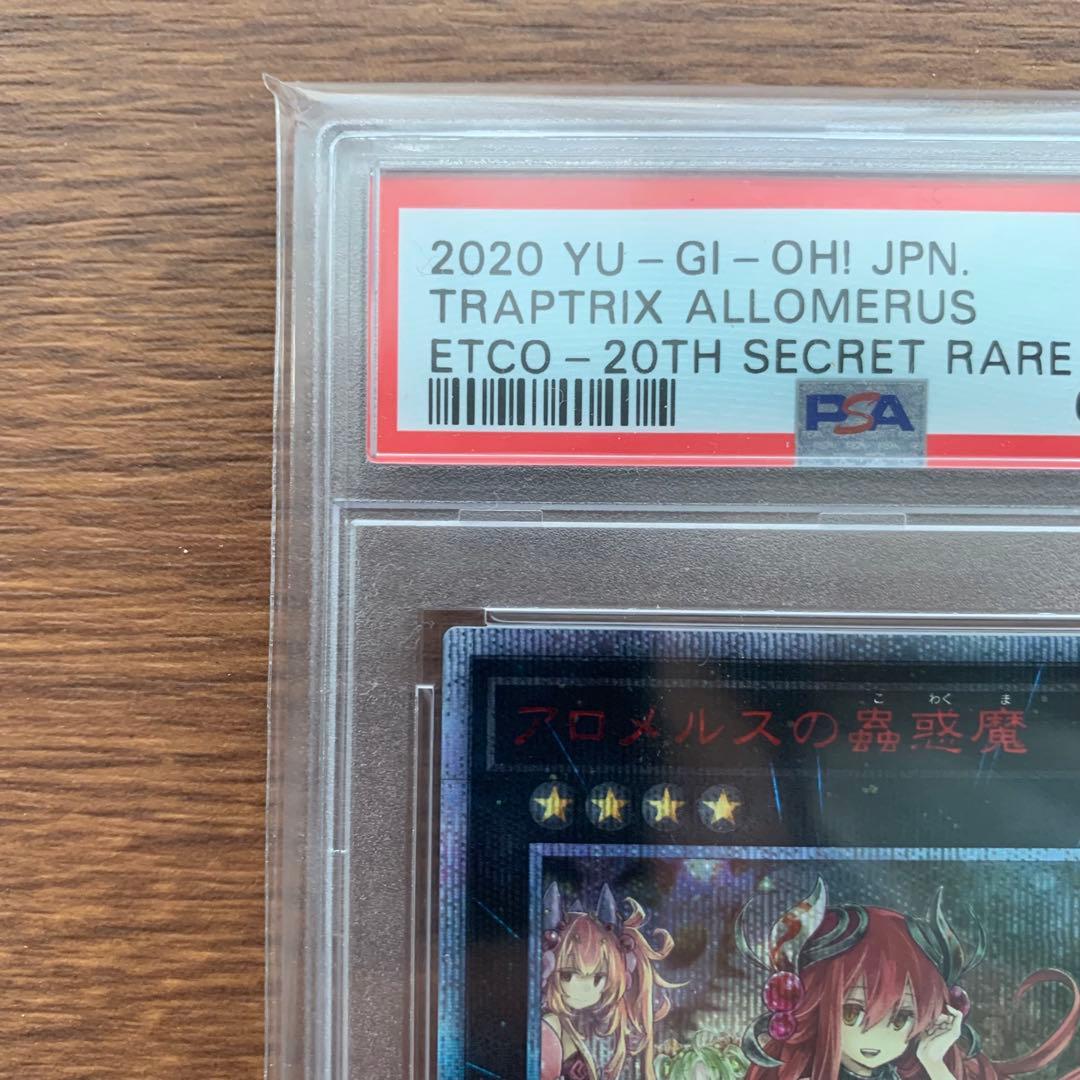 2020 YU-GI-OH! JPN.
TRAPTRIX ALLOMERUS
ETCO-20TH SECRET RARE
PSA
こ わく ま
アロメルスの蟲惑魔